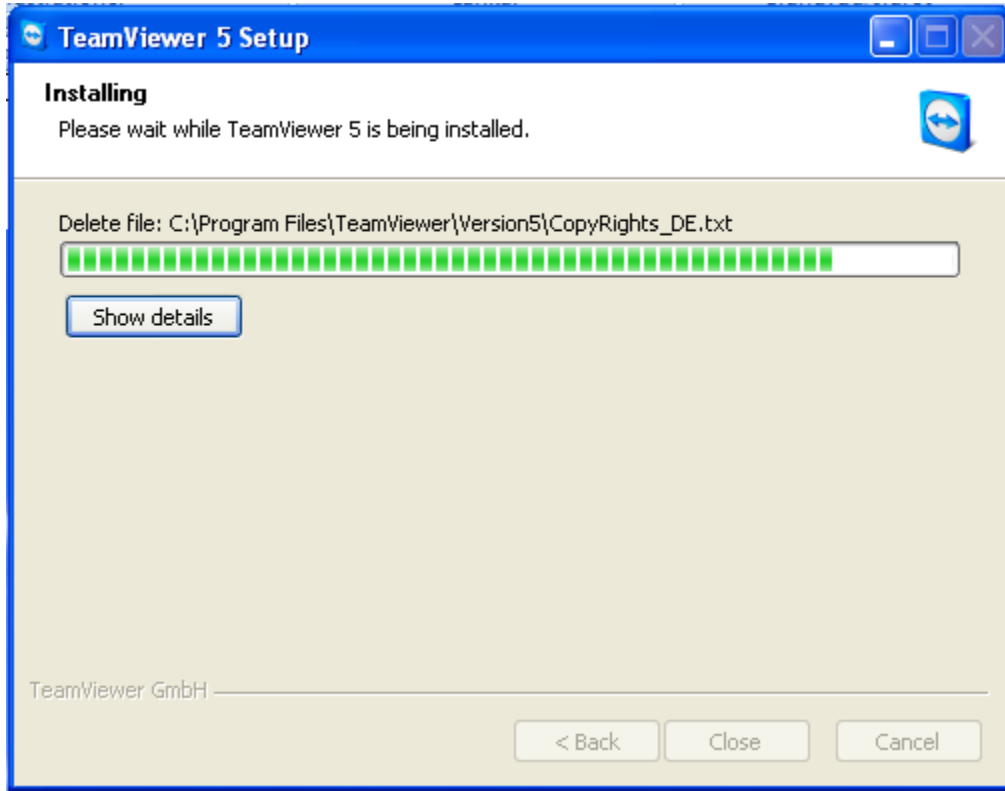 TeamViewer 5 Setup
Installing
Please wait while TeamViewer 5 is being installed.
Delete file: C:\Program Files\TeamViewer\Version5\CopyRights_DE.txt
Show details
TeamViewer GmbH
< Back
Close
Cancel